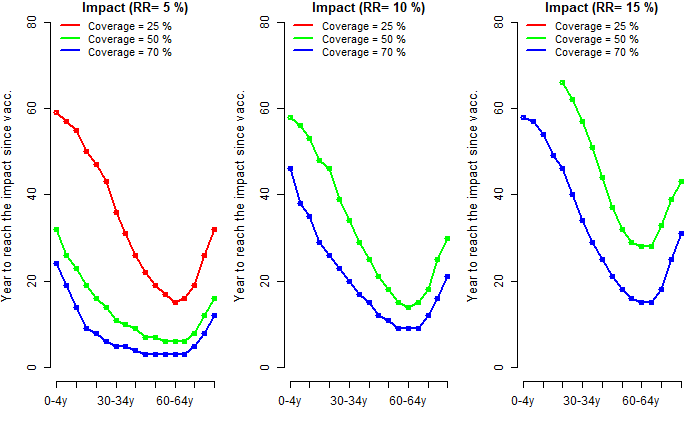 Impact (RR= 5 %)
Coverage = 25 %
Coverage = 50 %
Coverage = 70 %
Year to reach the impact since vacc.
80
60
40
20
0
0-4y
30-34y
60-64y
Impact (RR= 10 %)
Coverage = 25 %
Coverage = 50 %
Coverage = 70 %
Year to reach the impact since vacc.
80
60
40
20
0
0-4y
30-34y
60-64y
Impact (RR= 15 %)
Coverage = 25 %
Coverage = 50 %
Coverage = 70 %
Year to reach the impact since vacc.
80
60
40
20
0
0-4y
30-34y
60-64y